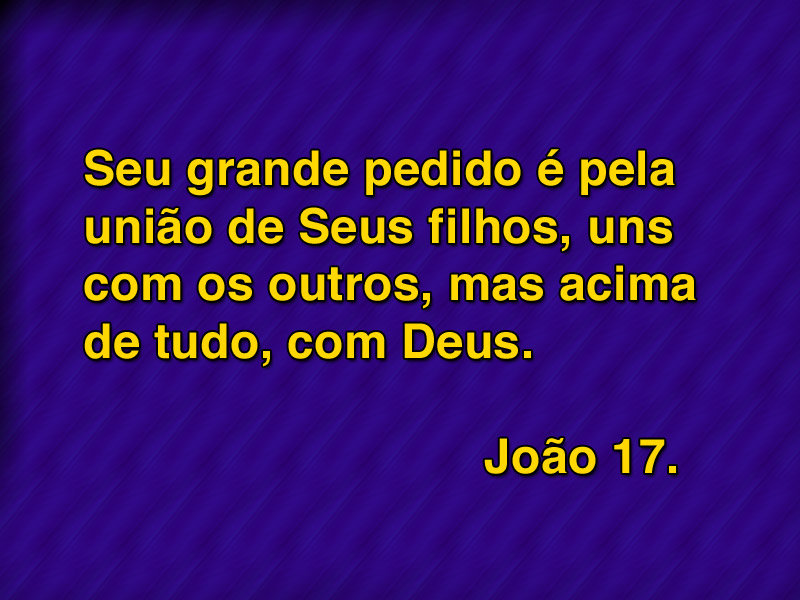 Seu grande pedido é pela
união de Seus filhos, uns
com os outros, mas acima
de tudo, com Deus.
João 17.